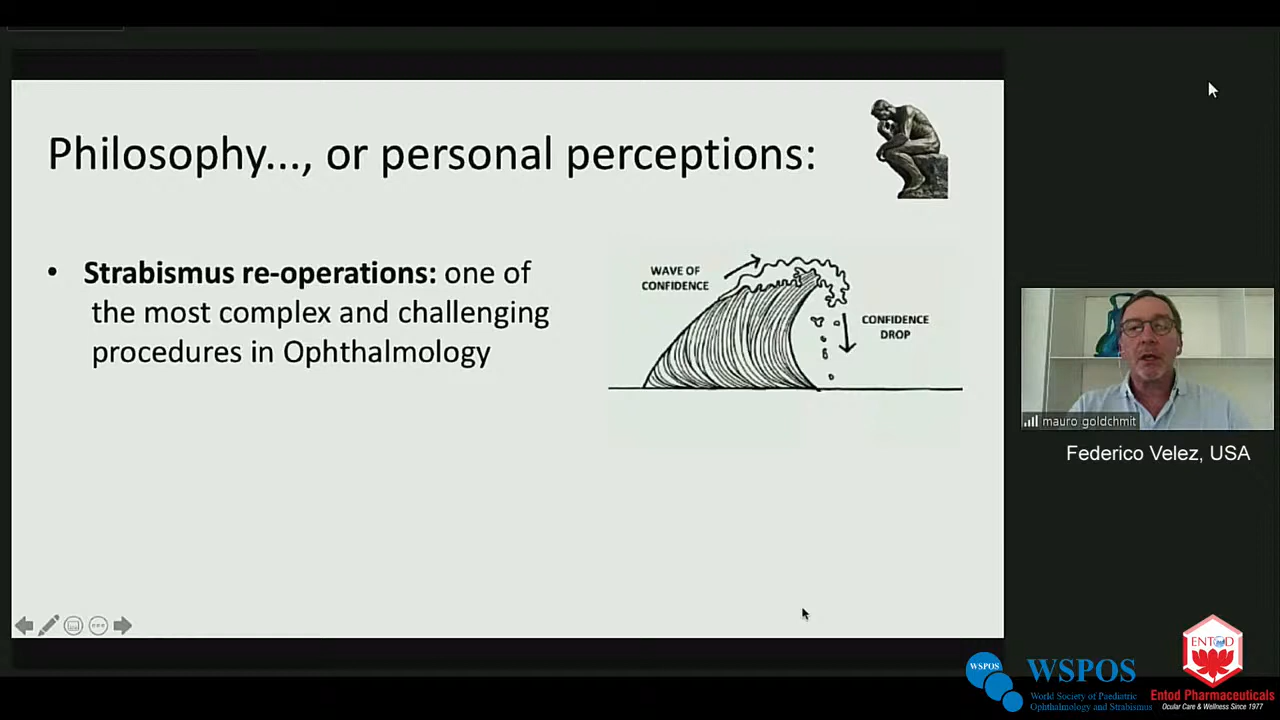 Philosophy..., or personal perceptions:
• Strabismus re-operations: one of
the most complex and challenging
procedures in Ophthalmology
WAVE OF
CONFIDENCE
CONFIDENCE
DROP
mauro goldchmit
Federico Velez, USA
WSPOS
WSPOS
World Society of Paediatric
Ophthalmology and Strabismus
ENTOD
Entod Pharmaceuticals
Ocular Care & Wellness Since 1977